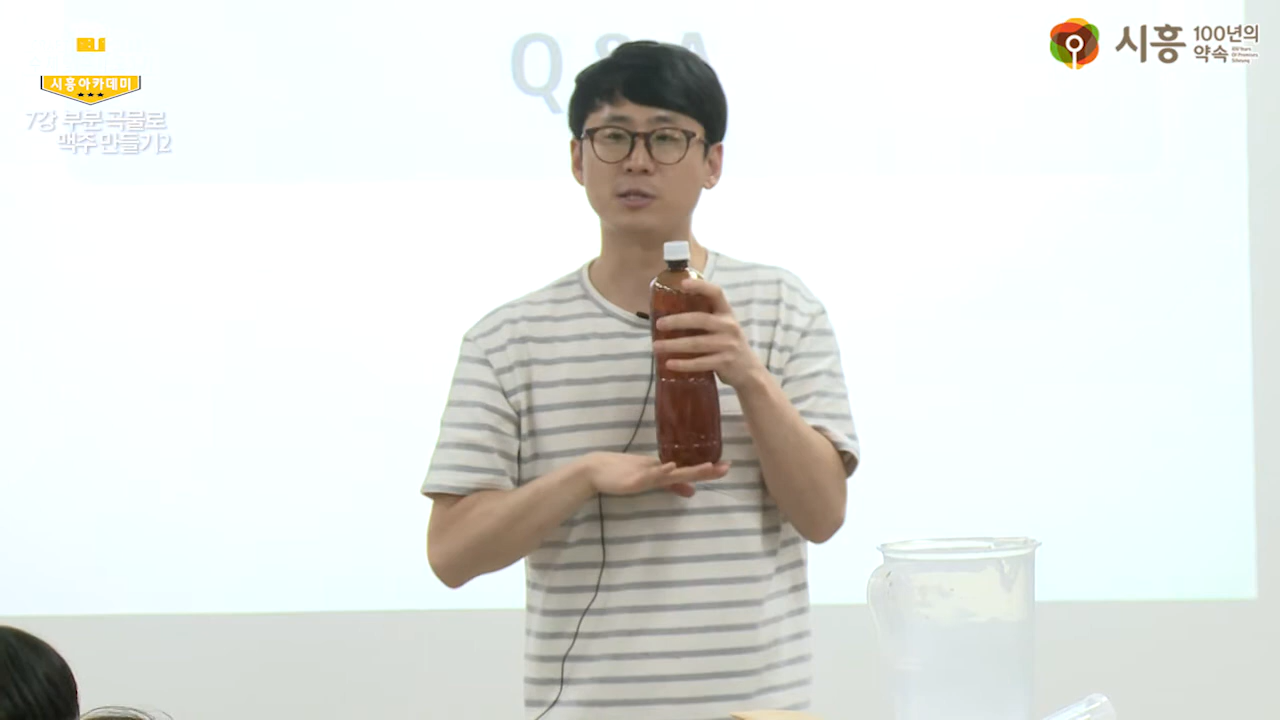 Q & A
시흥아카데미
7강 부분 곡물로
맥주 만들기2
시흥
100년의
약속